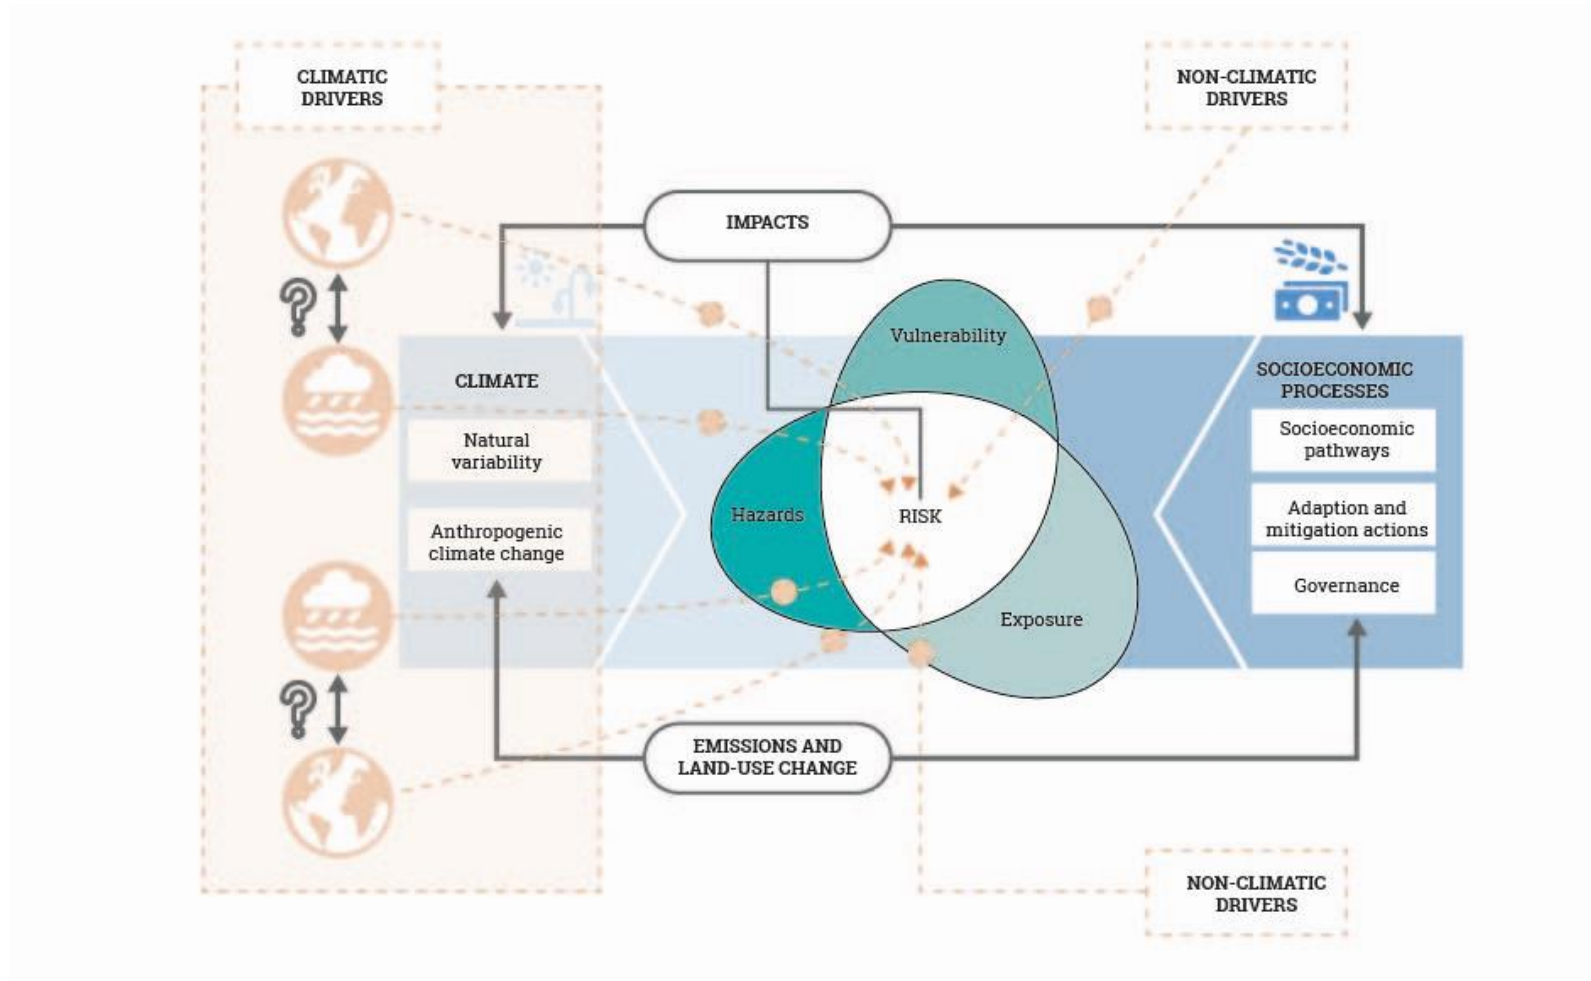 CLIMATIC
DRIVERS
NON-CLIMATIC
DRIVERS
IMPACTS
Vulnerability
CLIMATE
Natural
variability
Anthropogenic
climate change
Hazards
RISK
Exposure
SOCIOECONOMIC
PROCESSES
Socioeconomic
pathways
Adaption and
mitigation actions
Governance
?
?
EMISSIONS AND
LAND-USE CHANGE
NON-CLIMATIC
DRIVERS